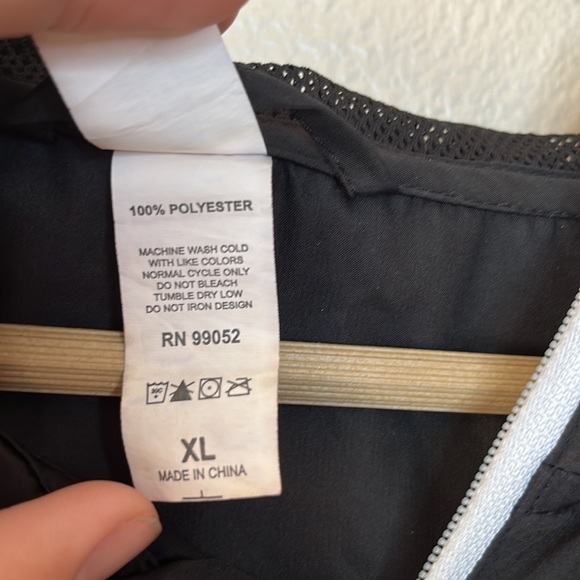 100% POLYESTER
MACHINE WASH COLD
WITH LIKE COLORS
NORMAL CYCLE ONLY
DO NOT BLEACH
TUMBLE DRY LOW
DO NOT IRON DESIGN
RN 99052
XL
MADE IN CHINA